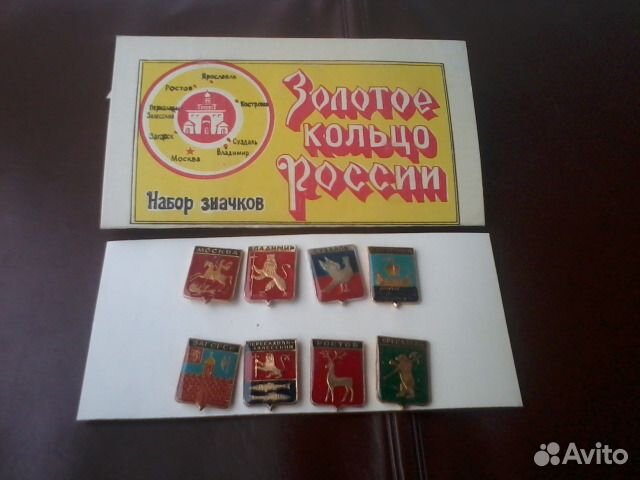 Ярославль
Ростов
Кострома
Переславль
Залесский
Загорск
Суздаль
Владимир
Москва
Набор значков
Золотое
кольцо
России
МОСКВА
ВЛАДИМИР
ЗАГОРСК
ПЕРЕСЛАВЛЬ-
ЗАЛЕССКИЙ
РОСТОВ
Avito